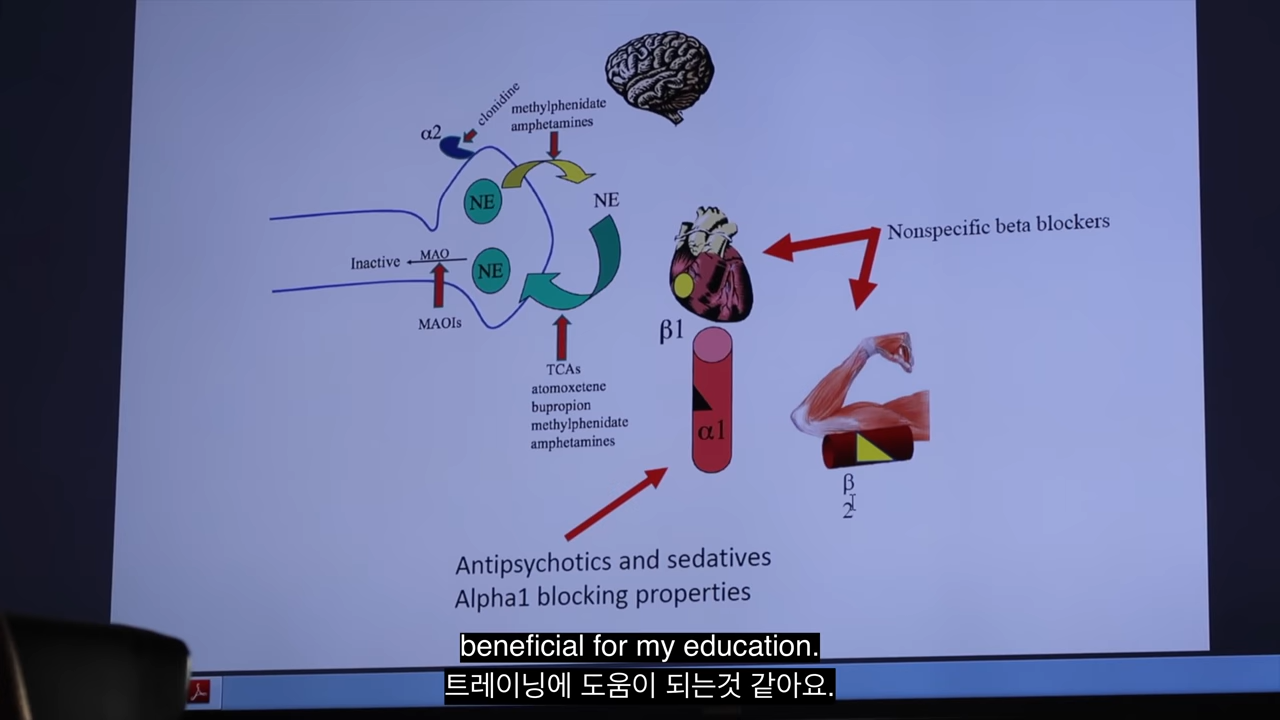 clonidine
methylphenidate
amphetamines
α2
NE
NE
Nonspecific beta blockers
MAO
Inactive
NE
MAOIs
β1
TCAs
atomoxetene
bupropion
methylphenidate
amphetamines
α1
β
2
Antipsychotics and sedatives
Alpha1 blocking properties
beneficial for my education.
트레이닝에 도움이 되는것 같아요.